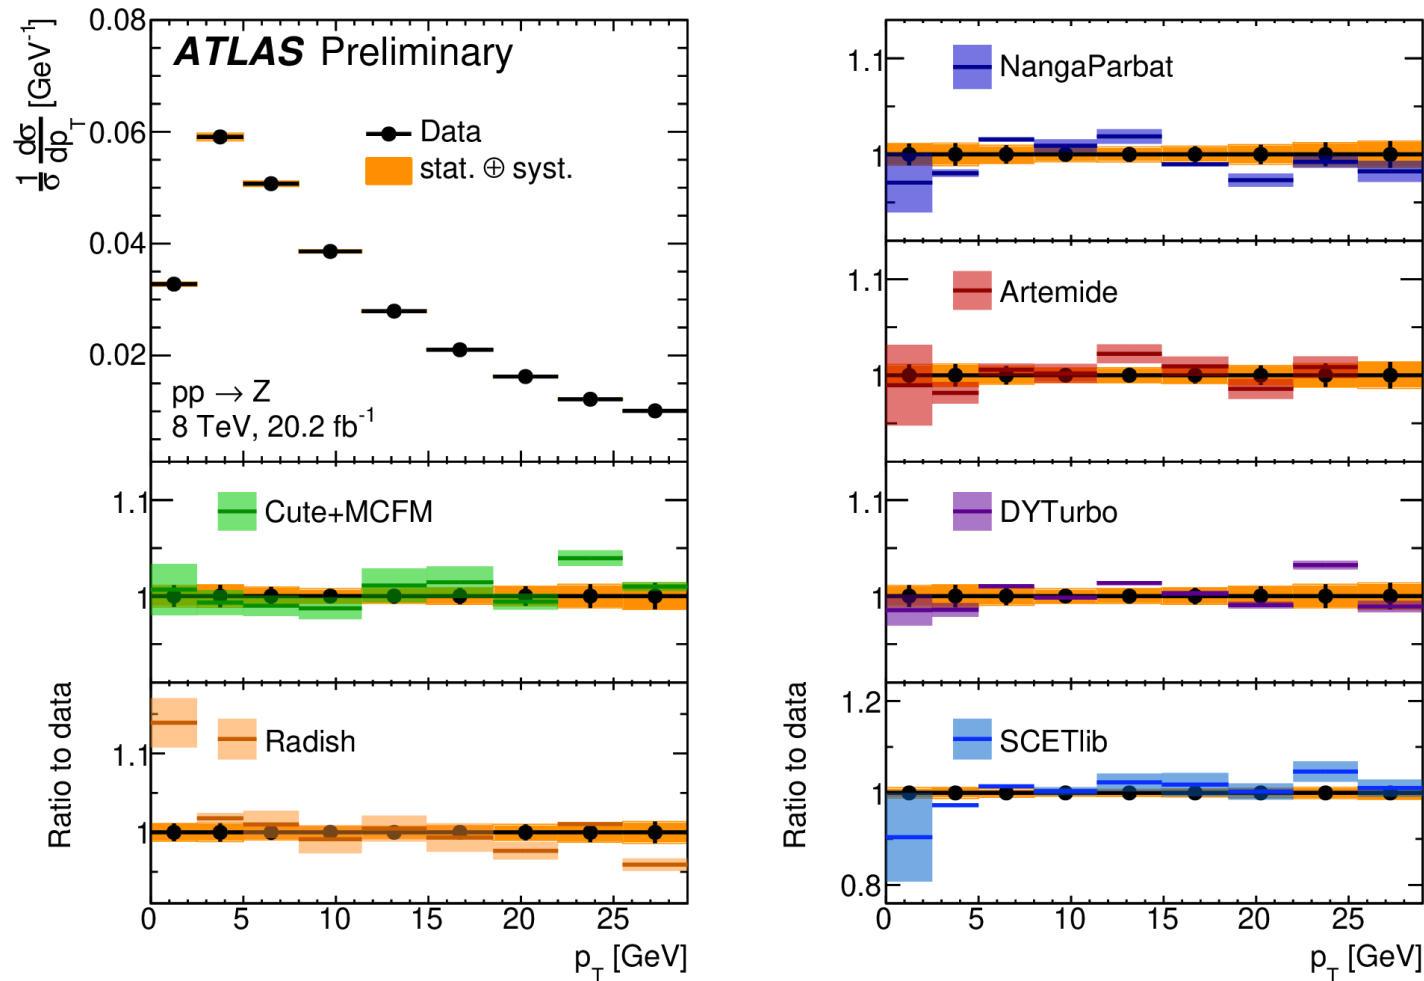 0.08
0.06
0.04
0.02
1/σ dσ/dp_T [GeV⁻¹]
ATLAS Preliminary
Data
stat. ⊕ syst.
pp → Z
8 TeV, 20.2 fb⁻¹
1.1
1
Cute+MCFM
Ratio to data
1.1
1
Radish
0 5 10 15 20 25
p_T [GeV]
1.1
1
NangaParbat
1.1
1
Artemide
1.1
1
DYTurbo
Ratio to data
1.2
1
0.8
SCETlib
0 5 10 15 20 25
p_T [GeV]